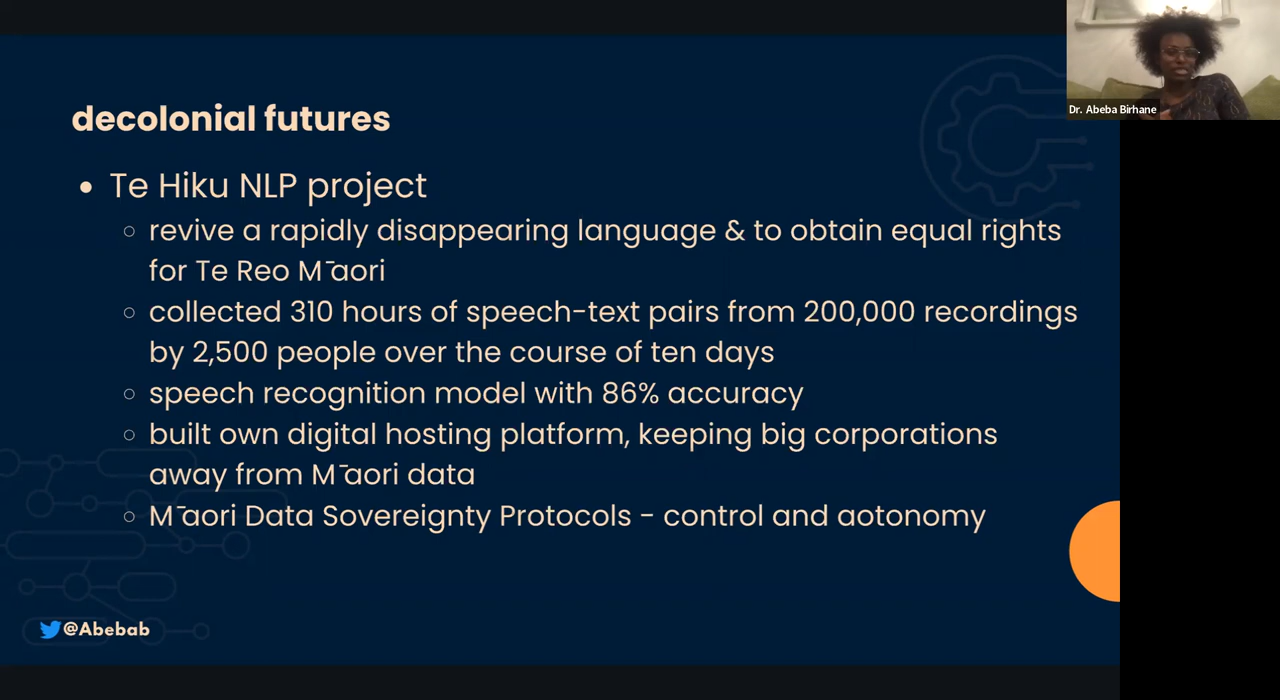 Dr. Abeba Birhane
decolonial futures
Te Hiku NLP project
revive a rapidly disappearing language & to obtain equal rights
for Te Reo M ̄aori
collected 310 hours of speech-text pairs from 200,000 recordings
by 2,500 people over the course of ten days
speech recognition model with 86% accuracy
built own digital hosting platform, keeping big corporations
away from M ̄aori data
M ̄aori Data Sovereignty Protocols - control and aotonomy
@Abebab